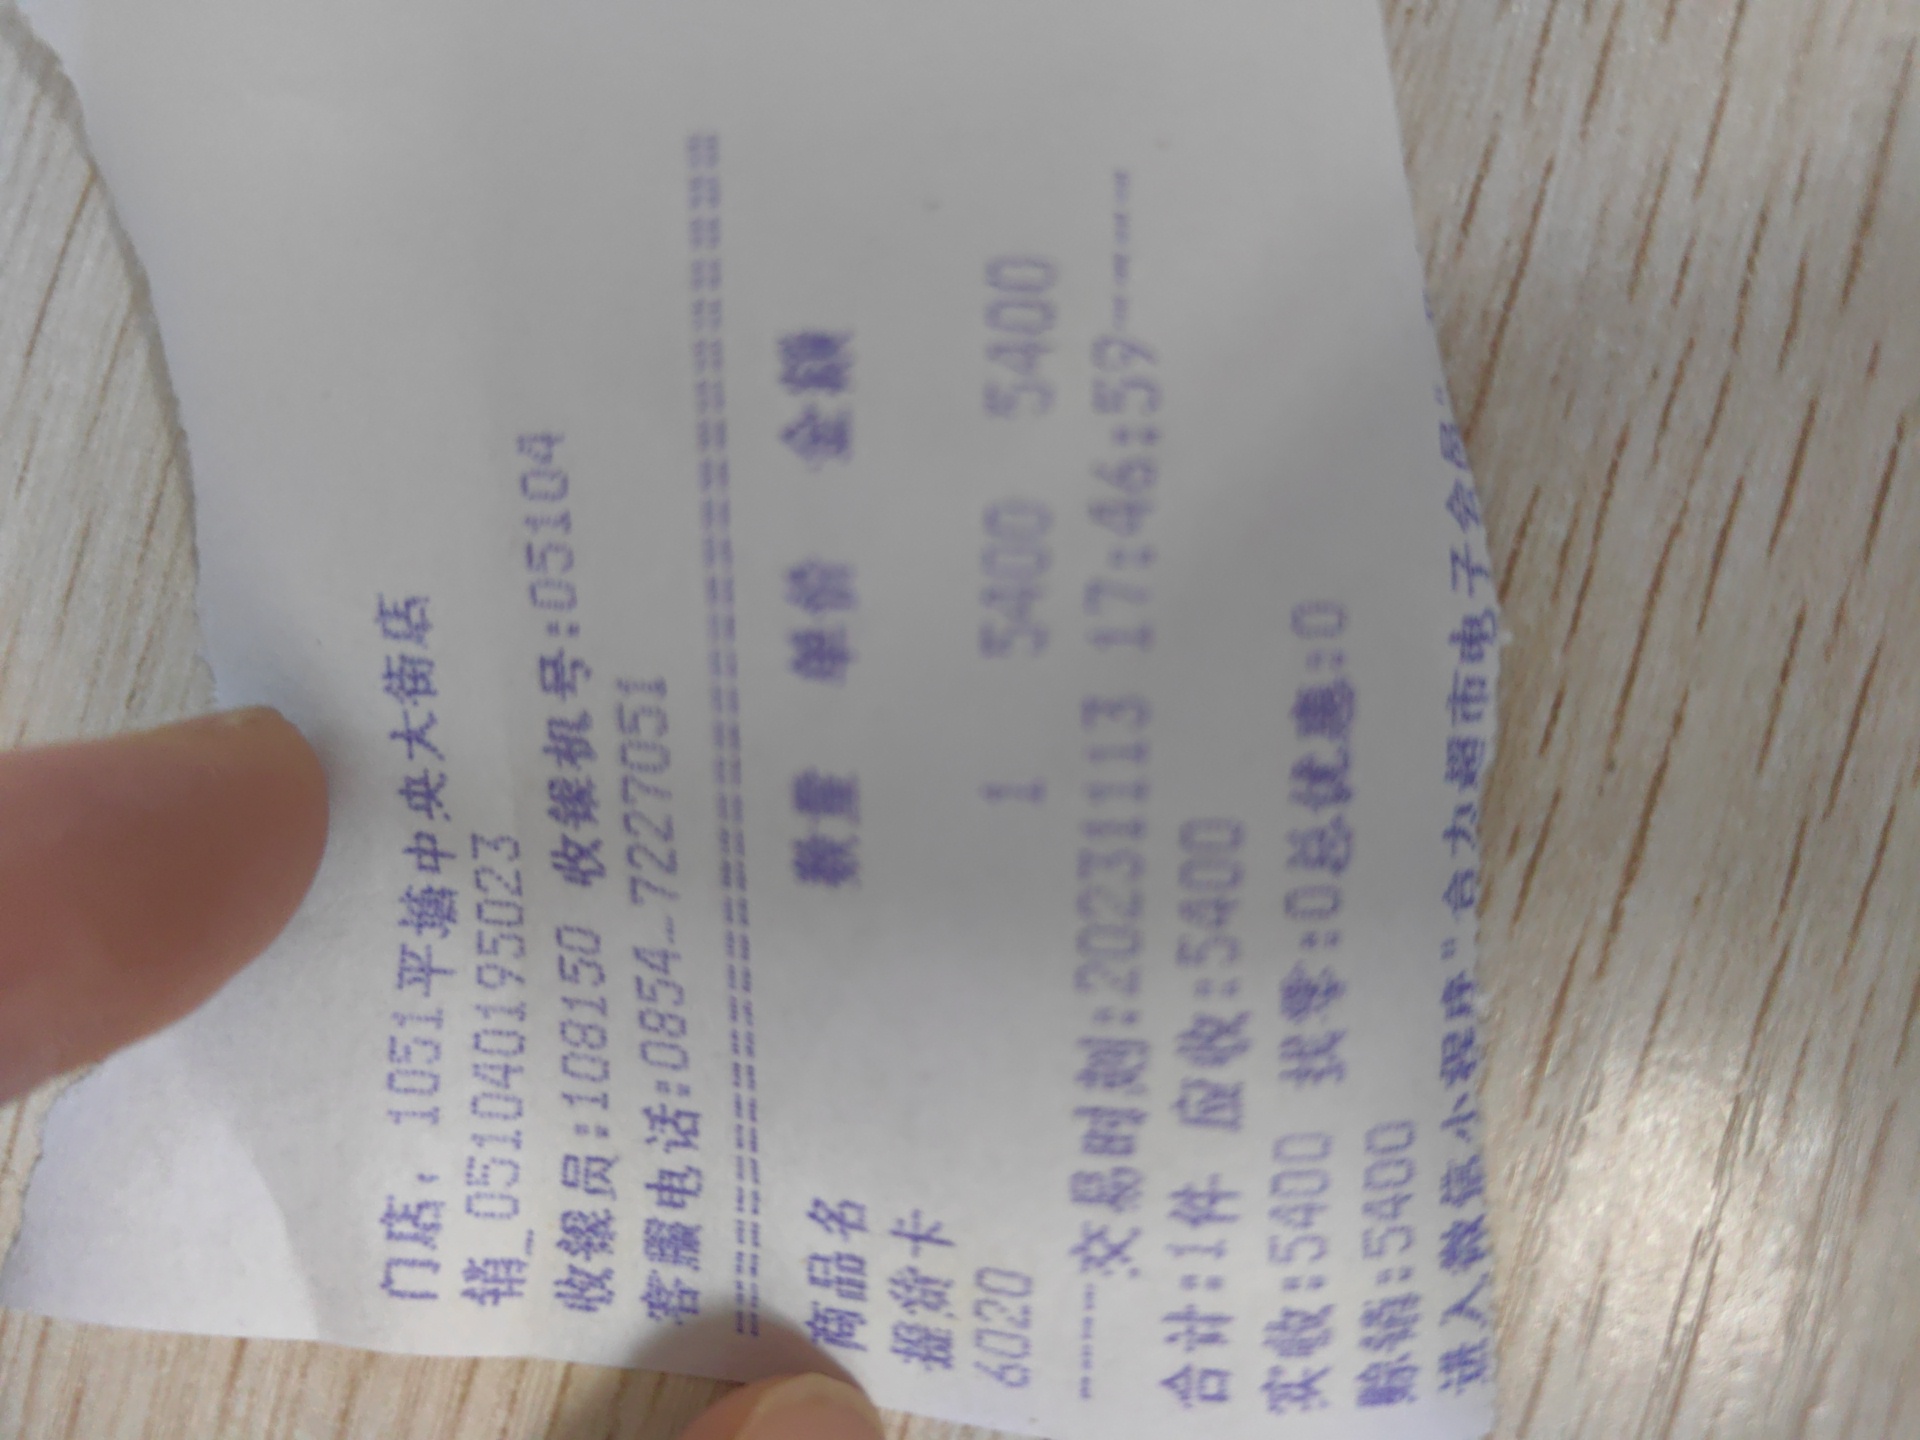 门店: 1051平塘中央大街店
销_051040195023
收银员:108150 收银机号:05104
客服电话:0854-7227051
================================
商品名 数量 单价 金额
提货卡
6020 1 5400 5400
------交易时刻:20231113 17:46:59------
合计:1件 应收:5400
实收:5400 找零:0总优惠:0
赊销:5400
进入微信小程序"合力超市电子会员